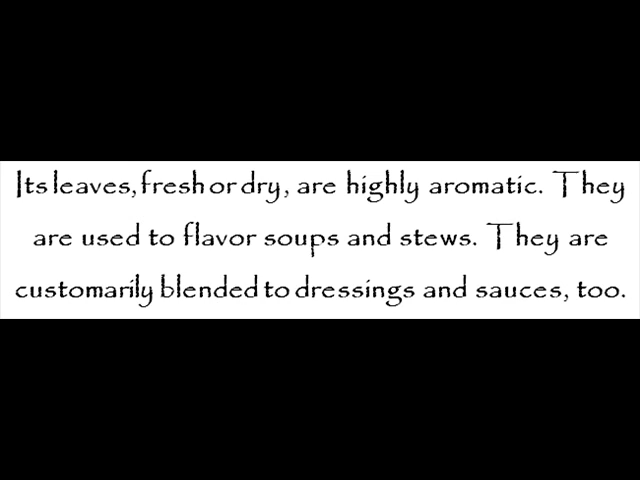 Its leaves, fresh or dry, are highly aromatic. They
are used to flavor soups and stews. They are
customarily blended to dressings and sauces, too.